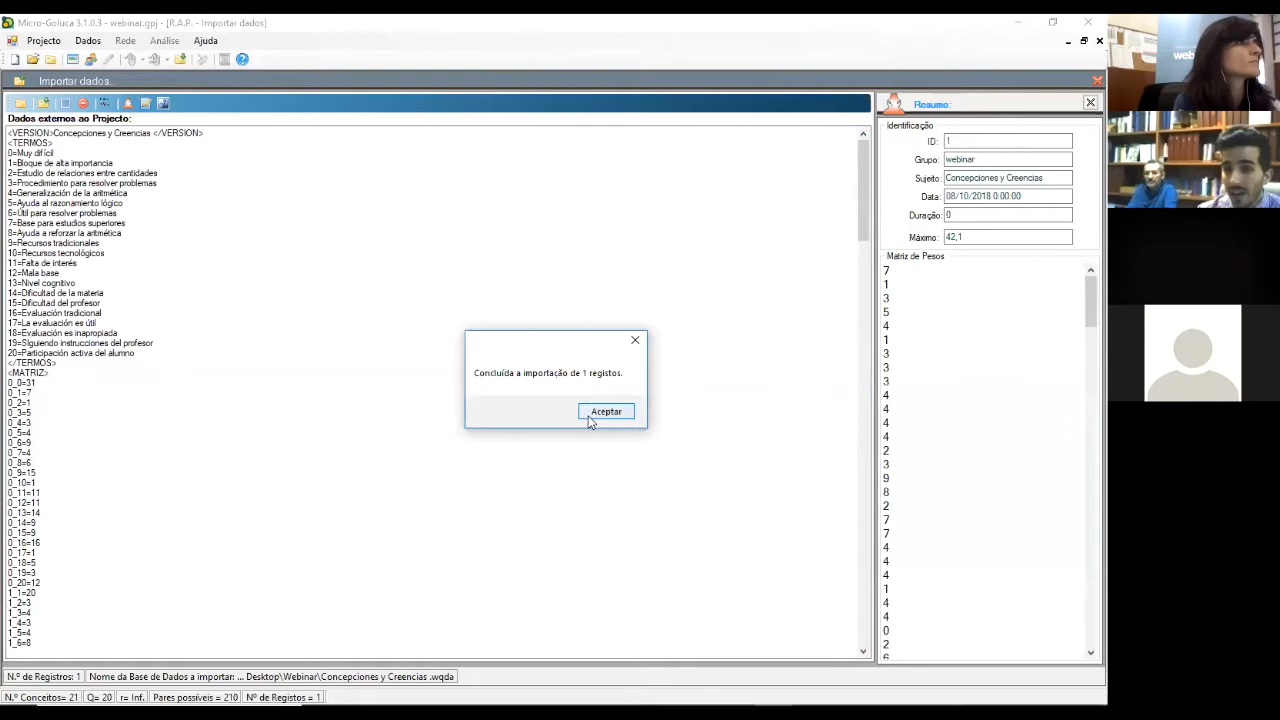 Micro-Goluca 3.1.0.3 - webinar.gpj - [R.A.P. - Importar dados]
Projecto Dados Rede Análise Ajuda
Importar dados...
Dados externos ao Projecto:
<VERSION>Concepciones y Creencias </VERSION>
<TERMOS>
0=Muy difícil
1=Bloque de alta importancia
2=Estudio de relaciones entre cantidades
3=Procedimiento para resolver problemas
4=Generalización de la aritmética
5=Ayuda al razonamiento lógico
6=Útil para resolver problemas
7=Base para estudios superiores
8=Ayuda a reforzar la aritmética
9=Recursos tradicionales
10=Recursos tecnológicos
11=Falta de interés
12=Mala base
13=Nivel cognitivo
14=Dificultad de la materia
15=Dificultad del profesor
16=Evaluación tradicional
17=La evaluación es útil
18=Evaluación es inapropiada
19=SIguiendo instrucciones del profesor
20=Participación activa del alumno
</TERMOS>
<MATRIZ>
0_0=31
0_1=7
0_2=1
0_3=5
0_4=3
0_5=4
0_6=9
0_7=4
0_8=6
0_9=15
0_10=1
0_11=11
0_12=11
0_13=14
0_14=9
0_15=9
0_16=16
0_17=1
0_18=5
0_19=3
0_20=12
1_1=20
1_2=3
1_3=4
1_4=3
1_5=4
1_6=8
Concluída a importação de 1 registos.
Aceptar
Resumo:
Identificação
ID: 1
Grupo: webinar
Sujeito: Concepciones y Creencias
Data: 08/10/2018 0:00:00
Duração: 0
Máximo: 42,1
Matriz de Pesos
7
1
3
5
4
1
3
3
3
4
4
4
4
2
3
9
8
2
7
7
4
4
4
1
4
4
0
2
6
web
N.º de Registros: 1 Nome da Base de Dados a importar: ... Desktop\Webinar\Concepciones y Creencias .wqda
N.º Conceitos= 21 Q= 20 r= Inf. Pares possíveis = 210 Nº de Registos = 1